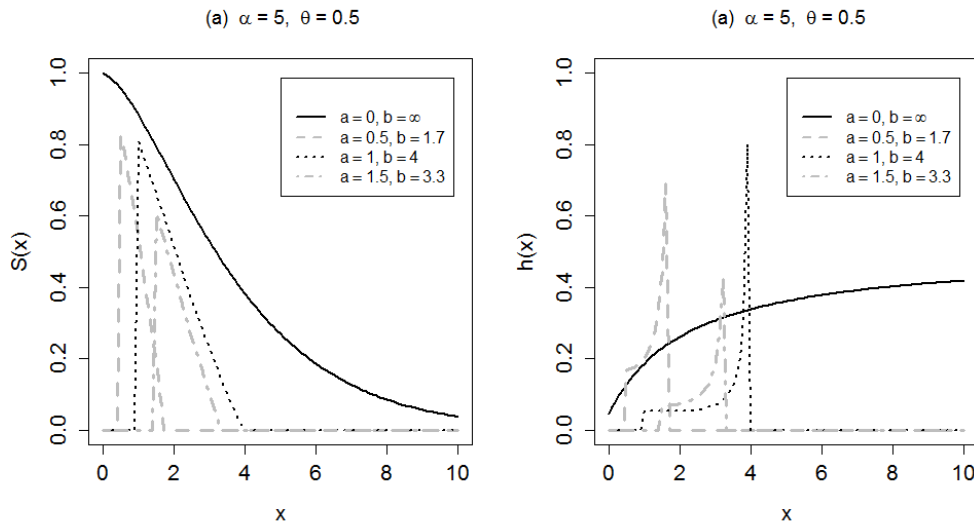 (a) α = 5, θ = 0.5
S(x)
1.0
0.8
0.6
0.4
0.2
0.0
a = 0, b = ∞
a = 0.5, b = 1.7
a = 1, b = 4
a = 1.5, b = 3.3
0 2 4 6 8 10
x
(a) α = 5, θ = 0.5
h(x)
1.0
0.8
0.6
0.4
0.2
0.0
a = 0, b = ∞
a = 0.5, b = 1.7
a = 1, b = 4
a = 1.5, b = 3.3
0 2 4 6 8 10
x